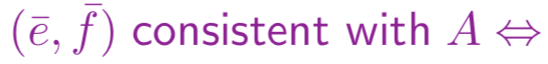 (ē, f̄) consistent with A ⇔